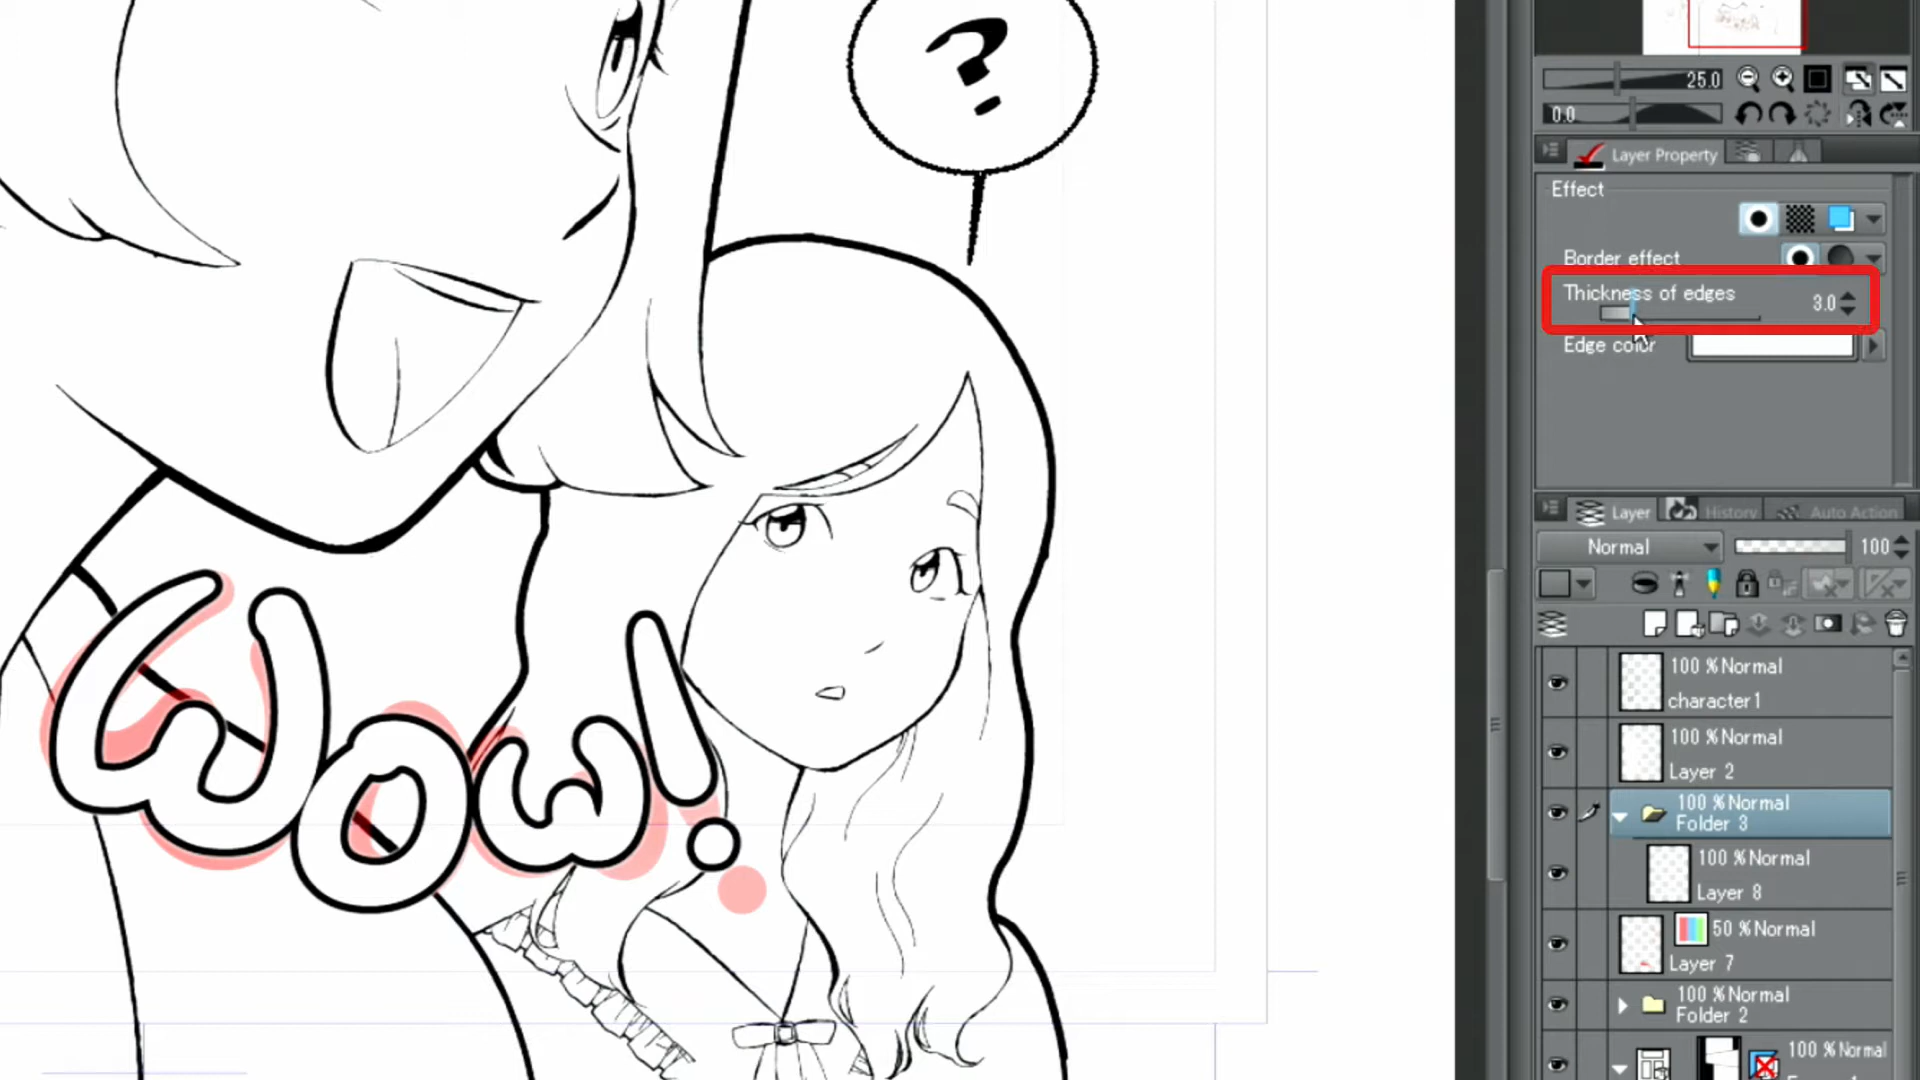 ?
25.0
0.0
Layer Property
Effect
Border effect
Thickness of edges
3.0
Edge color
Layer History Auto Action
Normal 100
100 %Normal
character1
100 %Normal
Layer 2
100 %Normal
Folder 3
100 %Normal
Layer 8
50 %Normal
Layer 7
100 %Normal
Folder 2
100 %Normal
Wow!